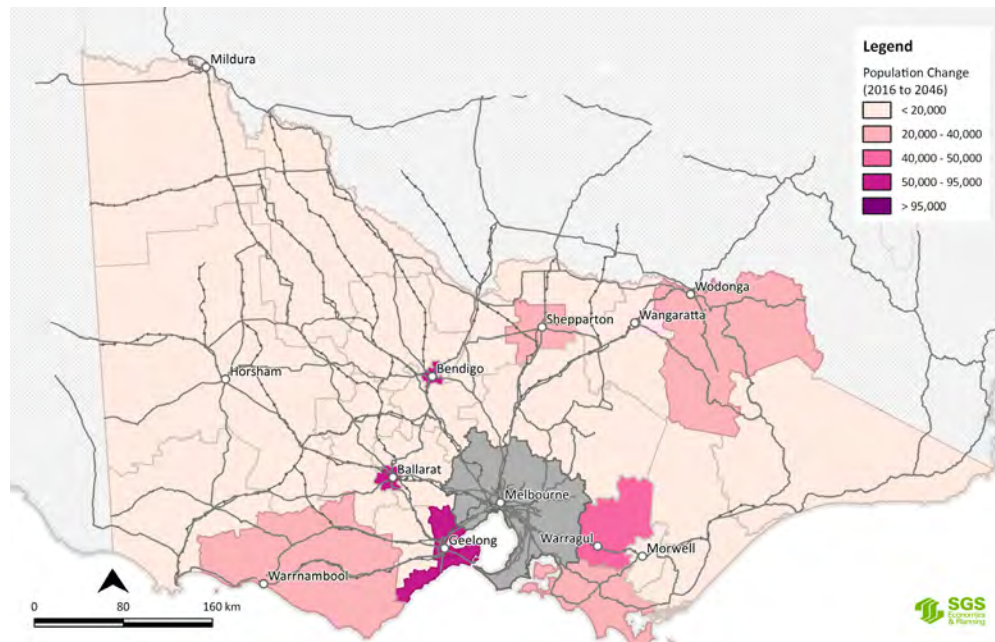 Mildura
Legend
Population Change
(2016 to 2046)
< 20,000
20,000 - 40,000
40,000 - 50,000
50,000 - 95,000
> 95,000
Wodonga
Wangaratta
Shepparton
Bendigo
Horsham
Ballarat
Melbourne
Geelong
Warragul
Morwell
Warrnambool
0 80 160 km
SGS
Economics
& Planning